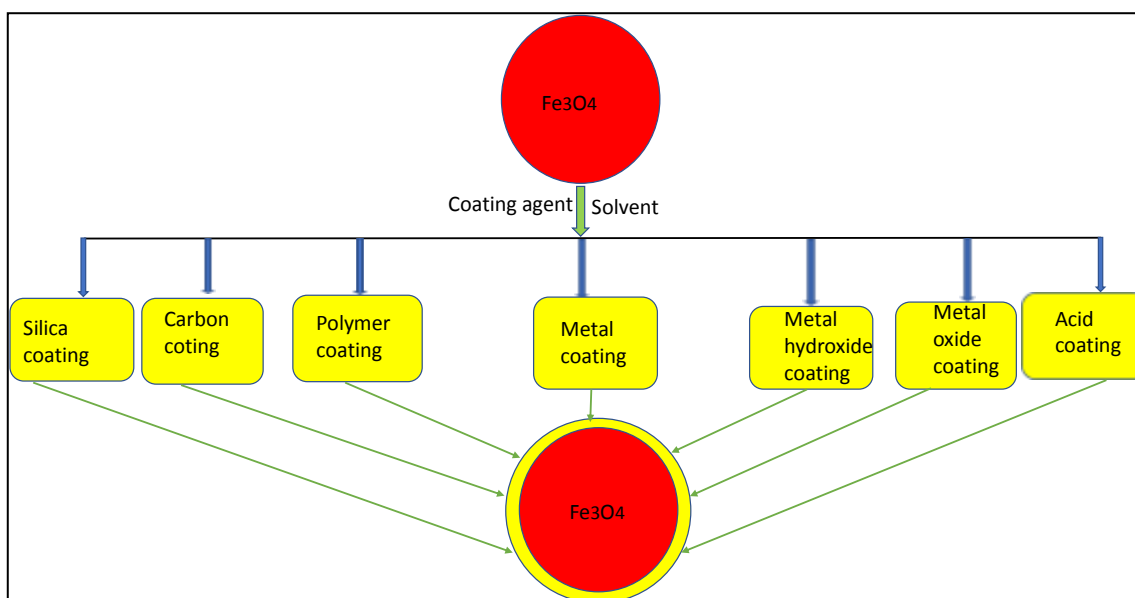 Fe3O4
Coating agent
Solvent
Silica
coating
Carbon
coting
Polymer
coating
Metal
coating
Metal
hydroxide
coating
Metal
oxide
coating
Acid
coating
Fe3O4